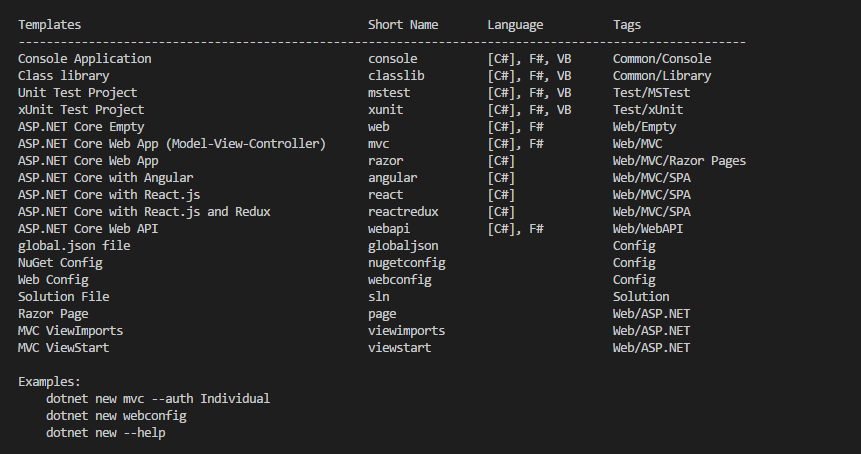 Templates                                         Short Name       Language          Tags
--------------------------------------------------------------------------------------------------------
Console Application                               console          [C#], F#, VB      Common/Console
Class library                                     classlib         [C#], F#, VB      Common/Library
Unit Test Project                                 mstest           [C#], F#, VB      Test/MSTest
xUnit Test Project                                xunit            [C#], F#, VB      Test/xUnit
ASP.NET Core Empty                                web              [C#], F#          Web/Empty
ASP.NET Core Web App (Model-View-Controller)      mvc              [C#], F#          Web/MVC
ASP.NET Core Web App                              razor            [C#]              Web/MVC/Razor Pages
ASP.NET Core with Angular                         angular          [C#]              Web/MVC/SPA
ASP.NET Core with React.js                        react            [C#]              Web/MVC/SPA
ASP.NET Core with React.js and Redux              reactredux       [C#]              Web/MVC/SPA
ASP.NET Core Web API                              webapi           [C#], F#          Web/WebAPI
global.json file                                  globaljson                         Config
NuGet Config                                      nugetconfig                        Config
Web Config                                        webconfig                          Config
Solution File                                     sln                                Solution
Razor Page                                        page                               Web/ASP.NET
MVC ViewImports                                   viewimports                        Web/ASP.NET
MVC ViewStart                                     viewstart                          Web/ASP.NET

Examples:
    dotnet new mvc --auth Individual
    dotnet new webconfig
    dotnet new --help